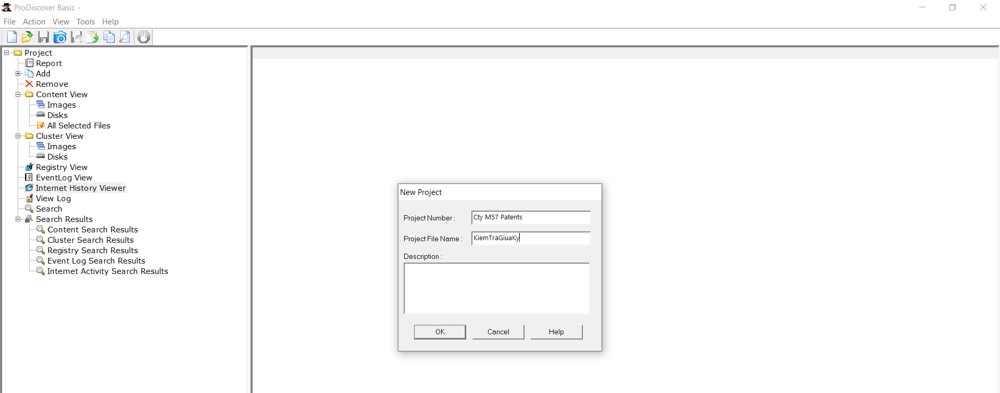 ProDiscover Basic -
File Action View Tools Help
Project
Report
Add
Remove
Content View
Images
Disks
All Selected Files
Cluster View
Images
Disks
Registry View
EventLog View
Internet History Viewer
View Log
Search
Search Results
Content Search Results
Cluster Search Results
Registry Search Results
Event Log Search Results
Internet Activity Search Results
New Project
Project Number : Cty M57 Patents
Project File Name : KiemTraGiuaKy
Description :
OK Cancel Help